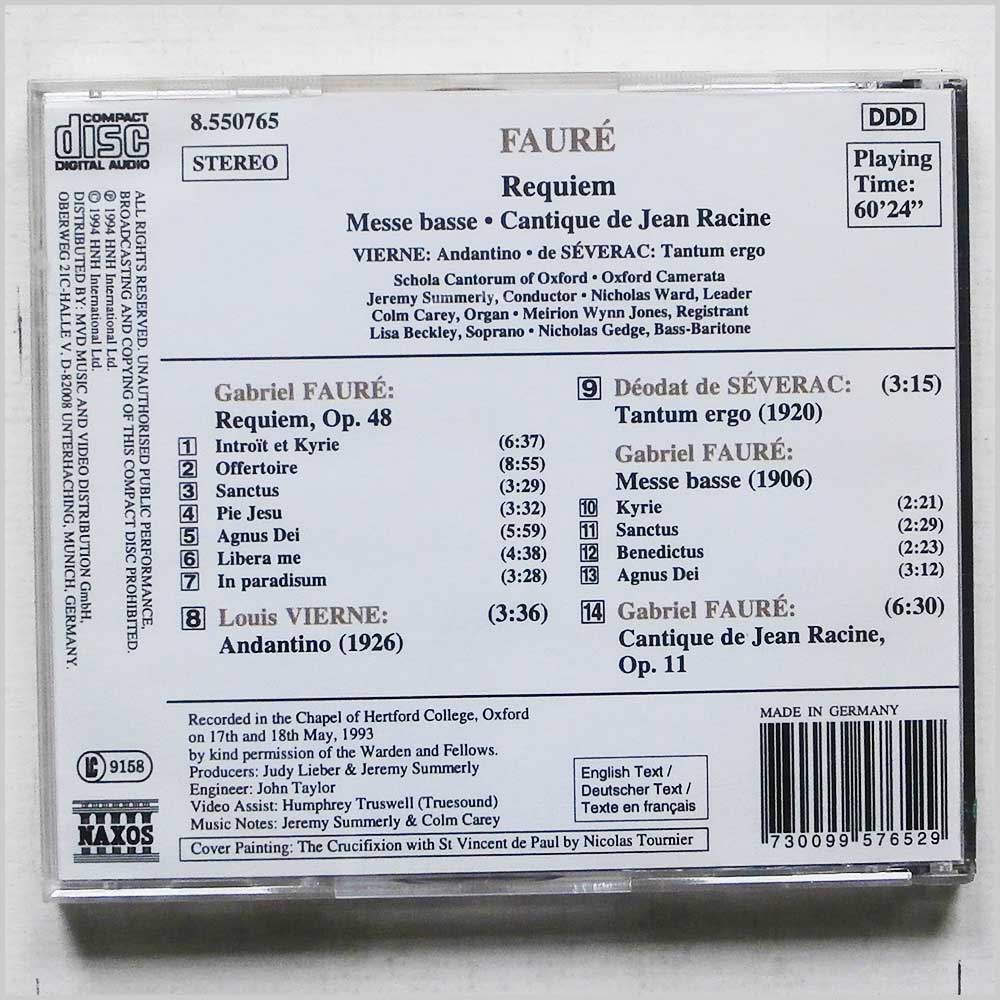 COMPACT
disc
DIGITAL AUDIO
8.550765
STEREO
FAURÉ
Requiem
Messe basse • Cantique de Jean Racine
VIERNE: Andantino • de SÉVERAC: Tantum ergo
Schola Cantorum of Oxford • Oxford Camerata
Jeremy Summerly, Conductor • Nicholas Ward, Leader
Colm Carey, Organ • Meirion Wynn Jones, Registrant
Lisa Beckley, Soprano • Nicholas Gedge, Bass-Baritone
DDD
Playing
Time:
60’24”
ALL RIGHTS RESERVED. UNAUTHORISED PUBLIC PERFORMANCE,
BROADCASTING AND COPYING OF THIS COMPACT DISC PROHIBITED.
℗ 1994 HNH International Ltd.
© 1994 HNH International Ltd.
DISTRIBUTED BY: MVD MUSIC AND VIDEO DISTRIBUTION GmbH,
OBERWEG 21C-HALLE V, D-82008 UNTERHACHING, MUNICH, GERMANY.
Gabriel FAURÉ:
Requiem, Op. 48
1 Introït et Kyrie (6:37)
2 Offertoire (8:55)
3 Sanctus (3:29)
4 Pie Jesu (3:32)
5 Agnus Dei (5:59)
6 Libera me (4:38)
7 In paradisum (3:28)
8 Louis VIERNE: (3:36)
Andantino (1926)
9 Déodat de SÉVERAC: (3:15)
Tantum ergo (1920)
Gabriel FAURÉ:
Messe basse (1906)
10 Kyrie (2:21)
11 Sanctus (2:29)
12 Benedictus (2:23)
13 Agnus Dei (3:12)
14 Gabriel FAURÉ: (6:30)
Cantique de Jean Racine,
Op. 11
Recorded in the Chapel of Hertford College, Oxford
on 17th and 18th May, 1993
by kind permission of the Warden and Fellows.
Producers: Judy Lieber & Jeremy Summerly
Engineer: John Taylor
Video Assist: Humphrey Truswell (Truesound)
Music Notes: Jeremy Summerly & Colm Carey
Cover Painting: The Crucifixion with St Vincent de Paul by Nicolas Tournier
English Text /
Deutscher Text /
Texte en français
MADE IN GERMANY
7 30099 57652 9
LC 9158
NAXOS